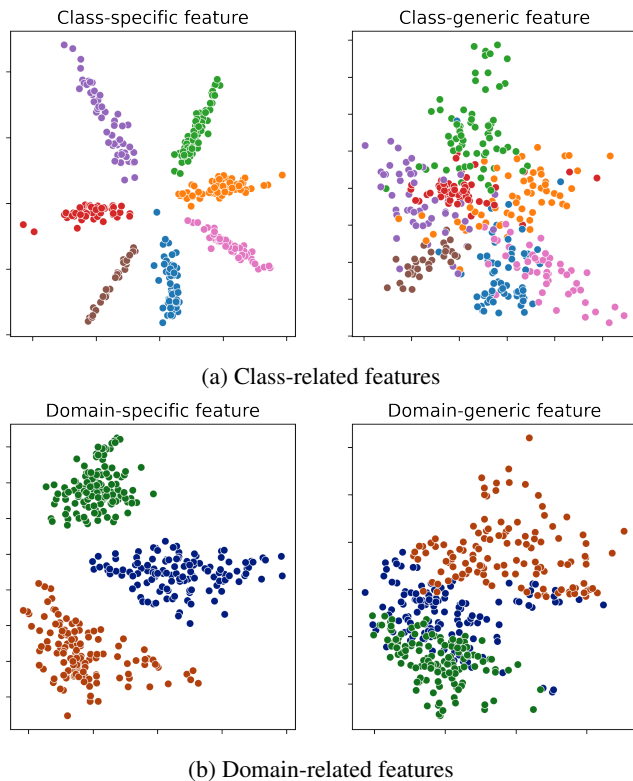 Class-specific feature
Class-generic feature
(a) Class-related features
Domain-specific feature
Domain-generic feature
(b) Domain-related features